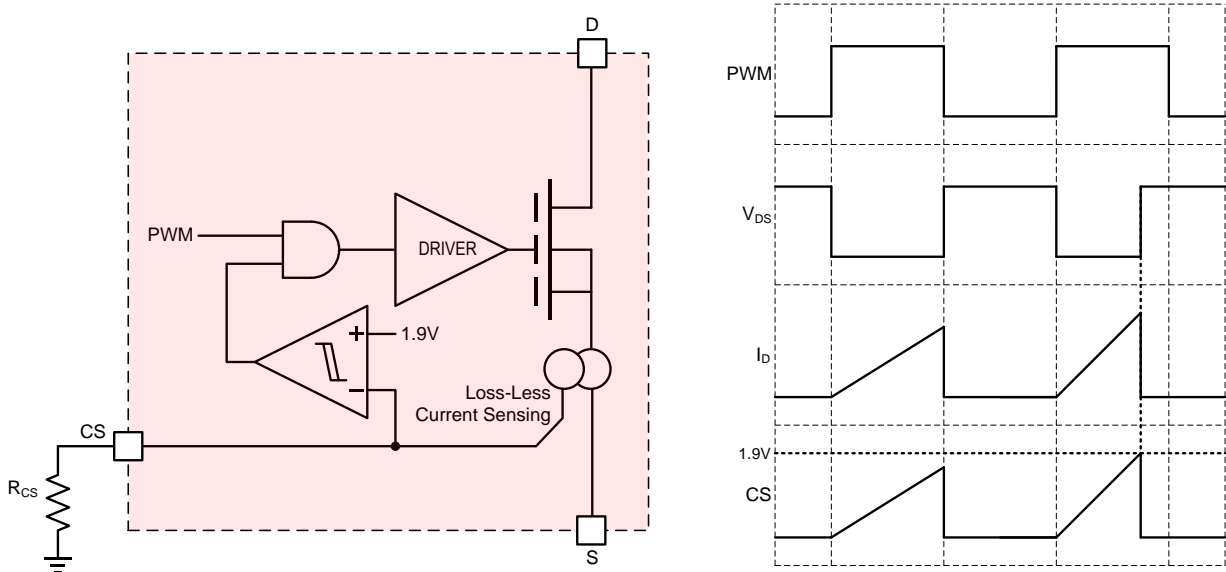 D
PWM
DRIVER
+
1.9V
−
Loss-Less
Current Sensing
CS
RCS
S
PWM
VDS
ID
1.9V
CS